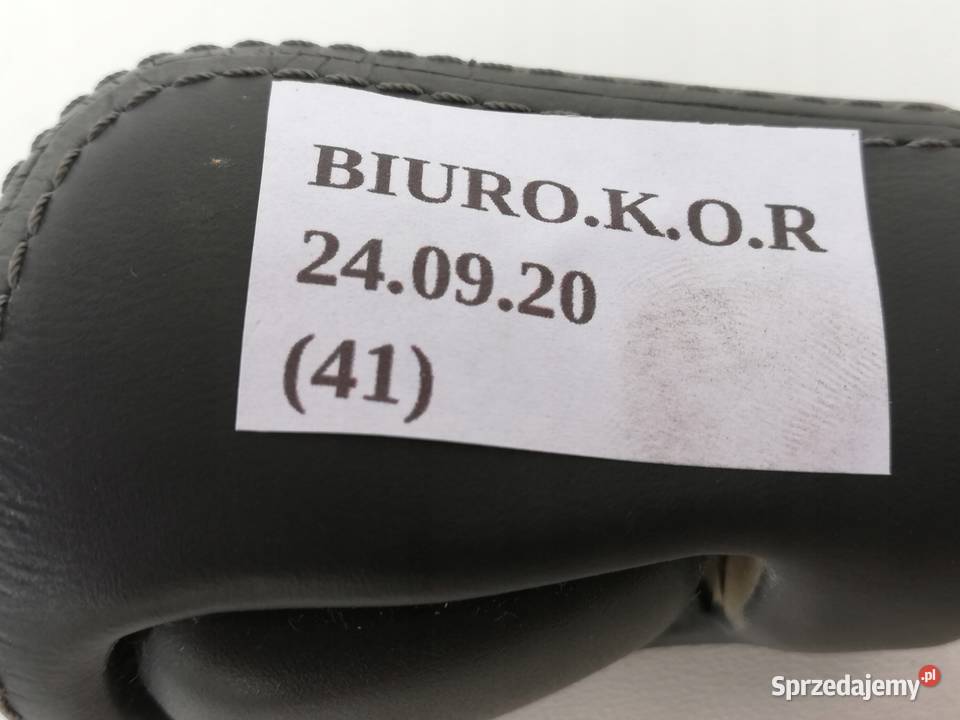 BIURO.K.O.R
24.09.20
(41)
Sprzedajemy.pl